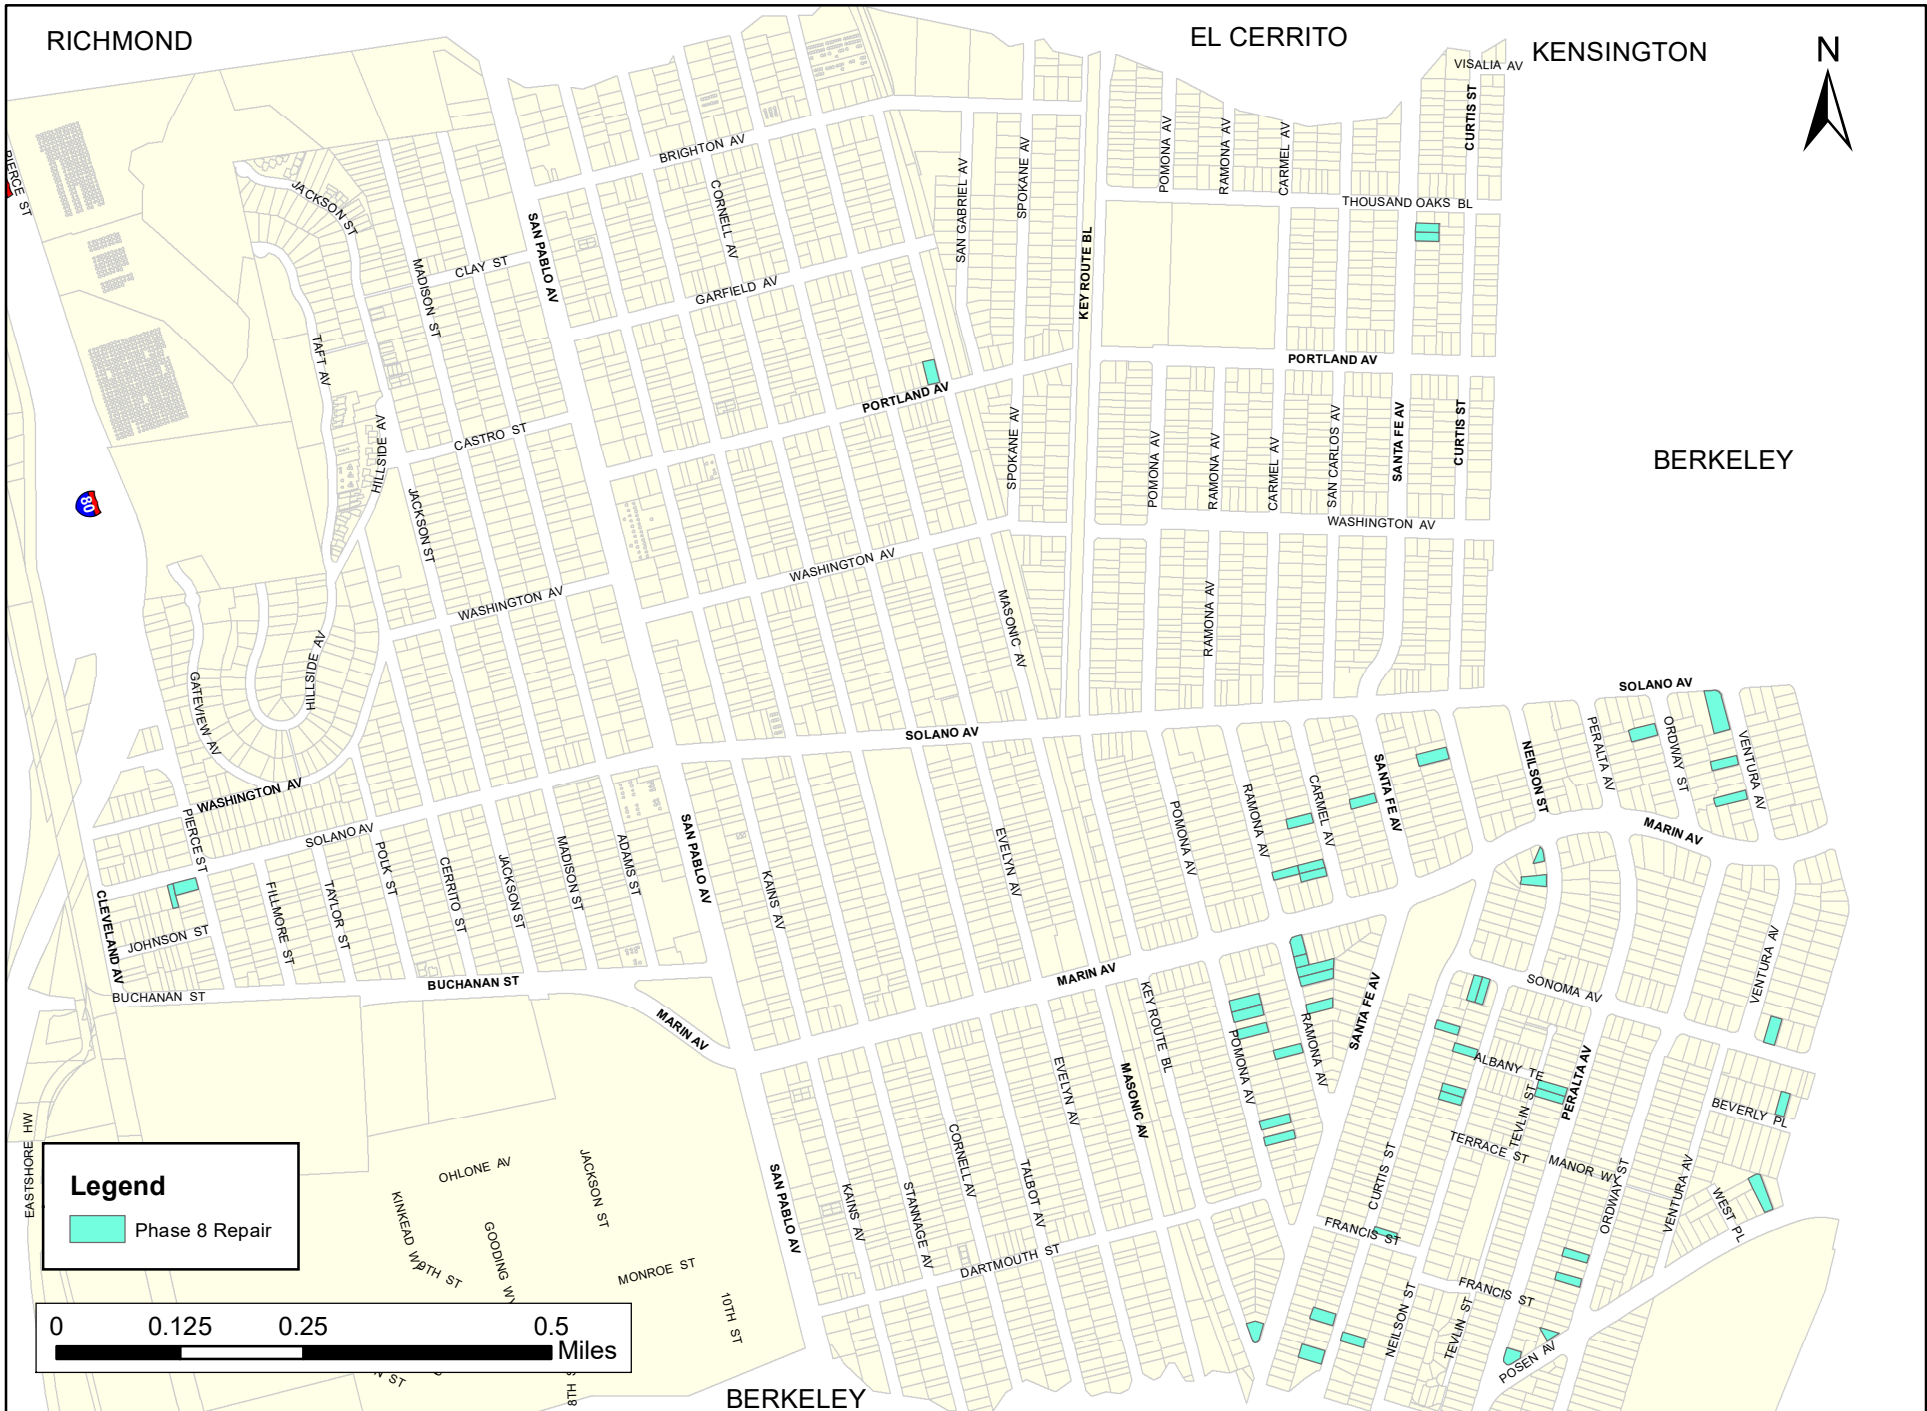 RICHMOND
EL CERRITO
KENSINGTON
N
VISALIA AV
CURTIS ST
PIERCE ST
BRIGHTON AV
POMONA AV
RAMONA AV
CARMEL AV
JACKSON ST
CORNELL AV
SAN GABRIEL AV
SPOKANE AV
THOUSAND OAKS BL
SAN PABLO AV
KEY ROUTE BL
MADISON ST
CLAY ST
GARFIELD AV
TAFT AV
PORTLAND AV
PORTLAND AV
HILLSIDE AV
CASTRO ST
SPOKANE AV
POMONA AV
RAMONA AV
CARMEL AV
SAN CARLOS AV
SANTA FE AV
CURTIS ST
BERKELEY
80
JACKSON ST
WASHINGTON AV
WASHINGTON AV
WASHINGTON AV
MASONIC AV
RAMONA AV
HILLSIDE AV
GATEVIEW AV
SOLANO AV
SOLANO AV
NEILSON ST
PERALTA AV
ORDWAY ST
VENTURA AV
WASHINGTON AV
PIERCE ST
SOLANO AV
POLK ST
CERRITO ST
JACKSON ST
MADISON ST
ADAMS ST
SAN PABLO AV
KAINS AV
EVELYN AV
POMONA AV
RAMONA AV
CARMEL AV
SANTA FE AV
MARIN AV
CLEVELAND AV
JOHNSON ST
FILLMORE ST
TAYLOR ST
BUCHANAN ST
BUCHANAN ST
MARIN AV
MARIN AV
KEY ROUTE BL
SANTA FE AV
SONOMA AV
VENTURA AV
EASTSHORE HW
EVELYN AV
MASONIC AV
POMONA AV
RAMONA AV
ALBANY TE
TEVLIN ST
PERALTA AV
BEVERLY PL
Legend
Phase 8 Repair
OHLONE AV
JACKSON ST
KINKEAD WY
9TH ST
GOODING WY
MONROE ST
10TH ST
8TH S
SAN PABLO AV
KAINS AV
STANNAGE AV
CORNELL AV
TALBOT AV
DARTMOUTH ST
CURTIS ST
TERRACE ST
MANOR WY
ORDWAY ST
VENTURA AV
WEST PL
FRANCIS ST
FRANCIS ST
NEILSON ST
TEVLIN ST
POSEN AV
0 0.125 0.25 0.5
Miles
BERKELEY